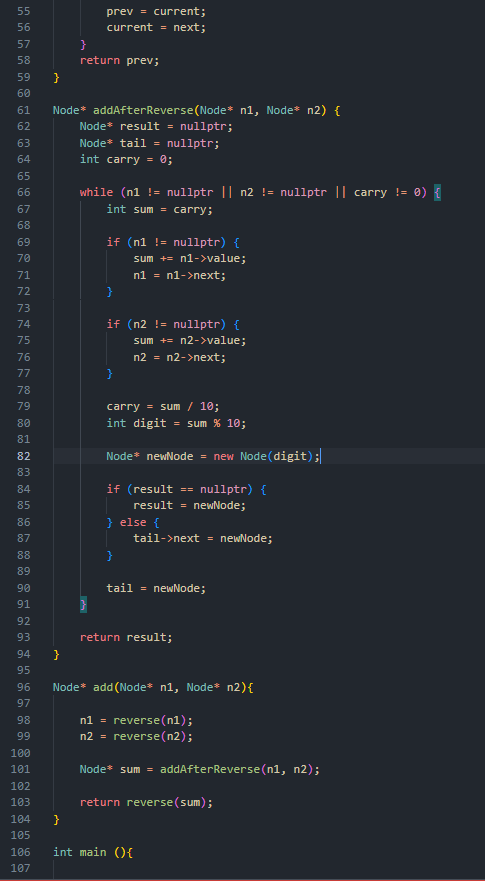 55 prev = current;
56 current = next;
57 }
58 return prev;
59 }
60
61 Node* addAfterReverse(Node* n1, Node* n2) {
62 Node* result = nullptr;
63 Node* tail = nullptr;
64 int carry = 0;
65
66 while (n1 != nullptr || n2 != nullptr || carry != 0) {
67 int sum = carry;
68
69 if (n1 != nullptr) {
70 sum += n1->value;
71 n1 = n1->next;
72 }
73
74 if (n2 != nullptr) {
75 sum += n2->value;
76 n2 = n2->next;
77 }
78
79 carry = sum / 10;
80 int digit = sum % 10;
81
82 Node* newNode = new Node(digit);
83
84 if (result == nullptr) {
85 result = newNode;
86 } else {
87 tail->next = newNode;
88 }
89
90 tail = newNode;
91 }
92
93 return result;
94 }
95
96 Node* add(Node* n1, Node* n2){
97
98 n1 = reverse(n1);
99 n2 = reverse(n2);
100
101 Node* sum = addAfterReverse(n1, n2);
102
103 return reverse(sum);
104 }
105
106 int main (){
107